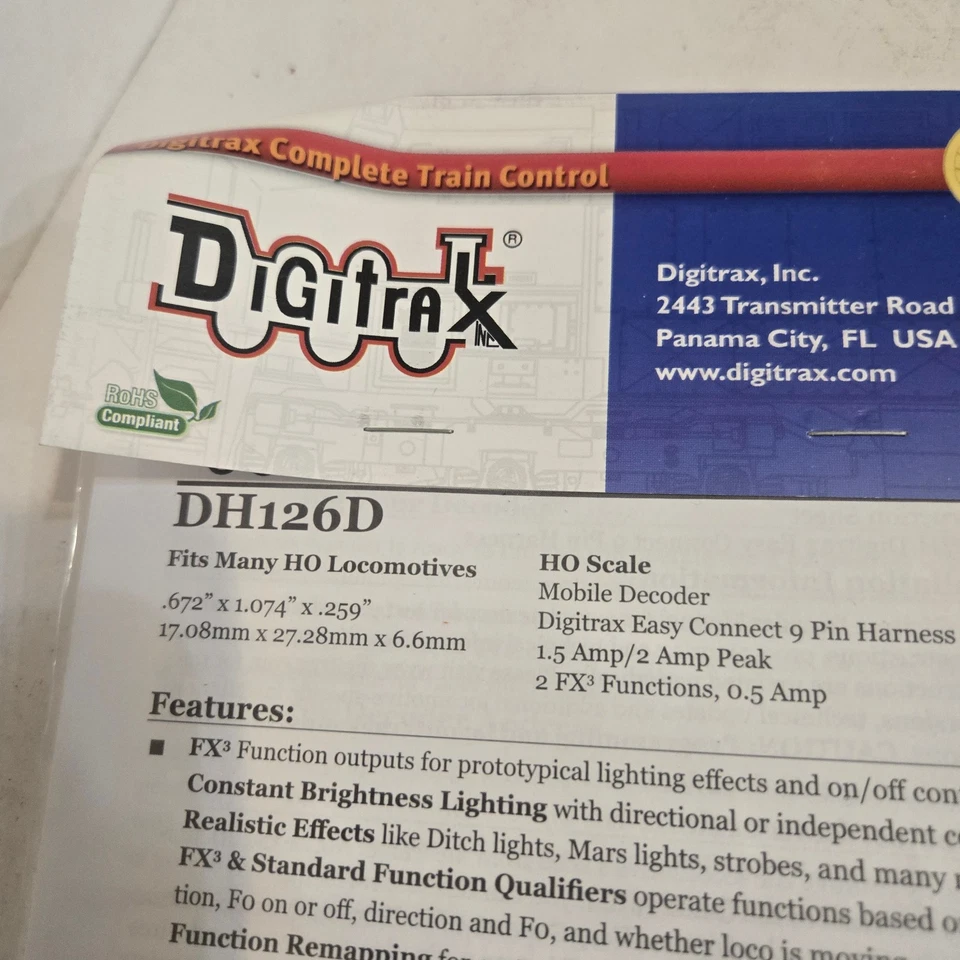 Digitrax Complete Train Control
DIGITRAX ®
INC.
Digitrax, Inc.
2443 Transmitter Road
Panama City, FL USA
www.digitrax.com
RoHS
Compliant
DH126D
Fits Many HO Locomotives
.672” x 1.074” x .259”
17.08mm x 27.28mm x 6.6mm
HO Scale
Mobile Decoder
Digitrax Easy Connect 9 Pin Harness
1.5 Amp/2 Amp Peak
2 FX³ Functions, 0.5 Amp
Features:
■ FX³ Function outputs for prototypical lighting effects and on/off con
Constant Brightness Lighting with directional or independent
Realistic Effects like Ditch lights, Mars lights, strobes, and many
FX³ & Standard Function Qualifiers operate functions based
tion, F0 on or off, direction and F0, and whether loco is moving
Function Remapping